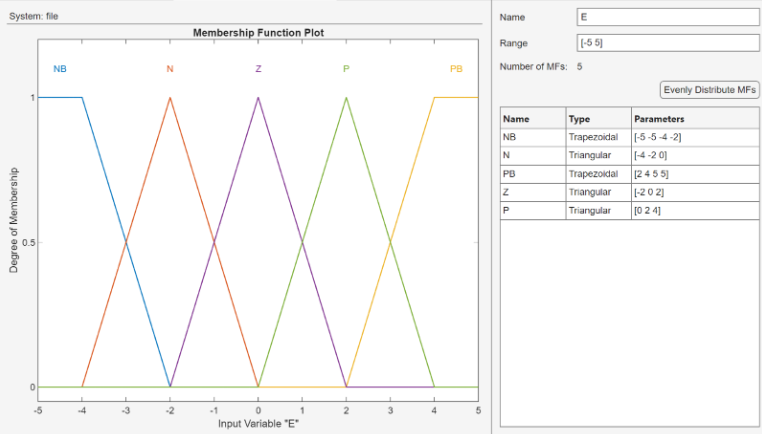 System: file
Membership Function Plot
NB N Z P PB
1
0.5
0
Degree of Membership
-5 -4 -3 -2 -1 0 1 2 3 4 5
Input Variable "E"
Name E
Range [-5 5]
Number of MFs: 5
Evenly Distribute MFs
Name Type Parameters
NB Trapezoidal [-5 -5 -4 -2]
N Triangular [-4 -2 0]
PB Trapezoidal [2 4 5 5]
Z Triangular [-2 0 2]
P Triangular [0 2 4]